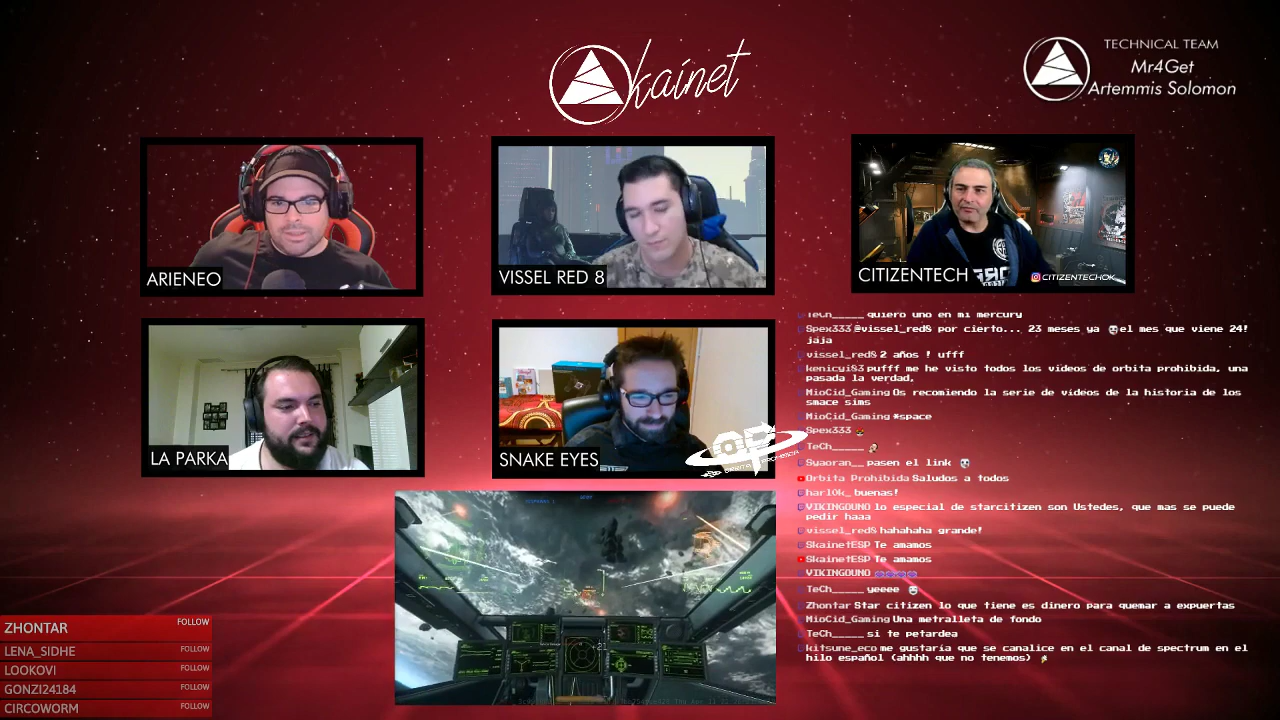 kainet
TECHNICAL TEAM
Mr4Get
Artemmis Solomon
ARIENEO
VISSEL RED 8
CITIZENTECH
CITIZENTECHOK
LA PARKA
SNAKE EYES
TeCh_____ quiero uno en mi mercury
Spex333 @vissel_red8 por cierto... 23 meses ya el mes que viene 24!
jaja
vissel_red8 2 años ! ufff
kenicyi83 pufff me he visto todos los videos de orbita prohibida, una
pasada la verdad,
MioCid_Gaming Os recomiendo la serie de vídeos de la historia de los
smace sims
MioCid_Gaming *space
Spex333
TeCh_____
Syaoran__ pasen el link
Orbita Prohibida Saludos a todos
harl0k_ buenas!
VIKINGOUNO lo especial de starcitizen son Ustedes, que mas se puede
pedir haaa
vissel_red8 hahahaha grande!
SkainetESP Te amamos
SkainetESP Te amamos
VIKINGOUNO
TeCh_____ yeeee
Zhontar Star citizen lo que tiene es dinero para quemar a expuertas
MioCid_Gaming Una metralleta de fondo
TeCh_____ si te petardea
kitsune_eco me gustaría que se canalice en el canal de spectrum en el
hilo español (ahhhh que no tenemos)
ZHONTAR FOLLOW
LENA_SIDHE FOLLOW
LOOKOVI FOLLOW
GONZI24184 FOLLOW
CIRCOWORM FOLLOW